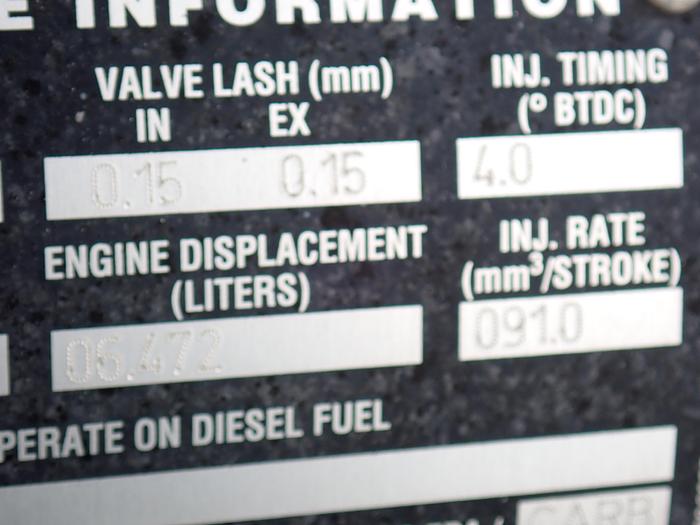 E INFORMATION
VALVE LASH (mm)
IN EX
0.15 0.15
INJ. TIMING
(° BTDC)
4.0
ENGINE DISPLACEMENT
(LITERS)
06.472
INJ. RATE
(mm³/STROKE)
091.0
PERATE ON DIESEL FUEL
CARB